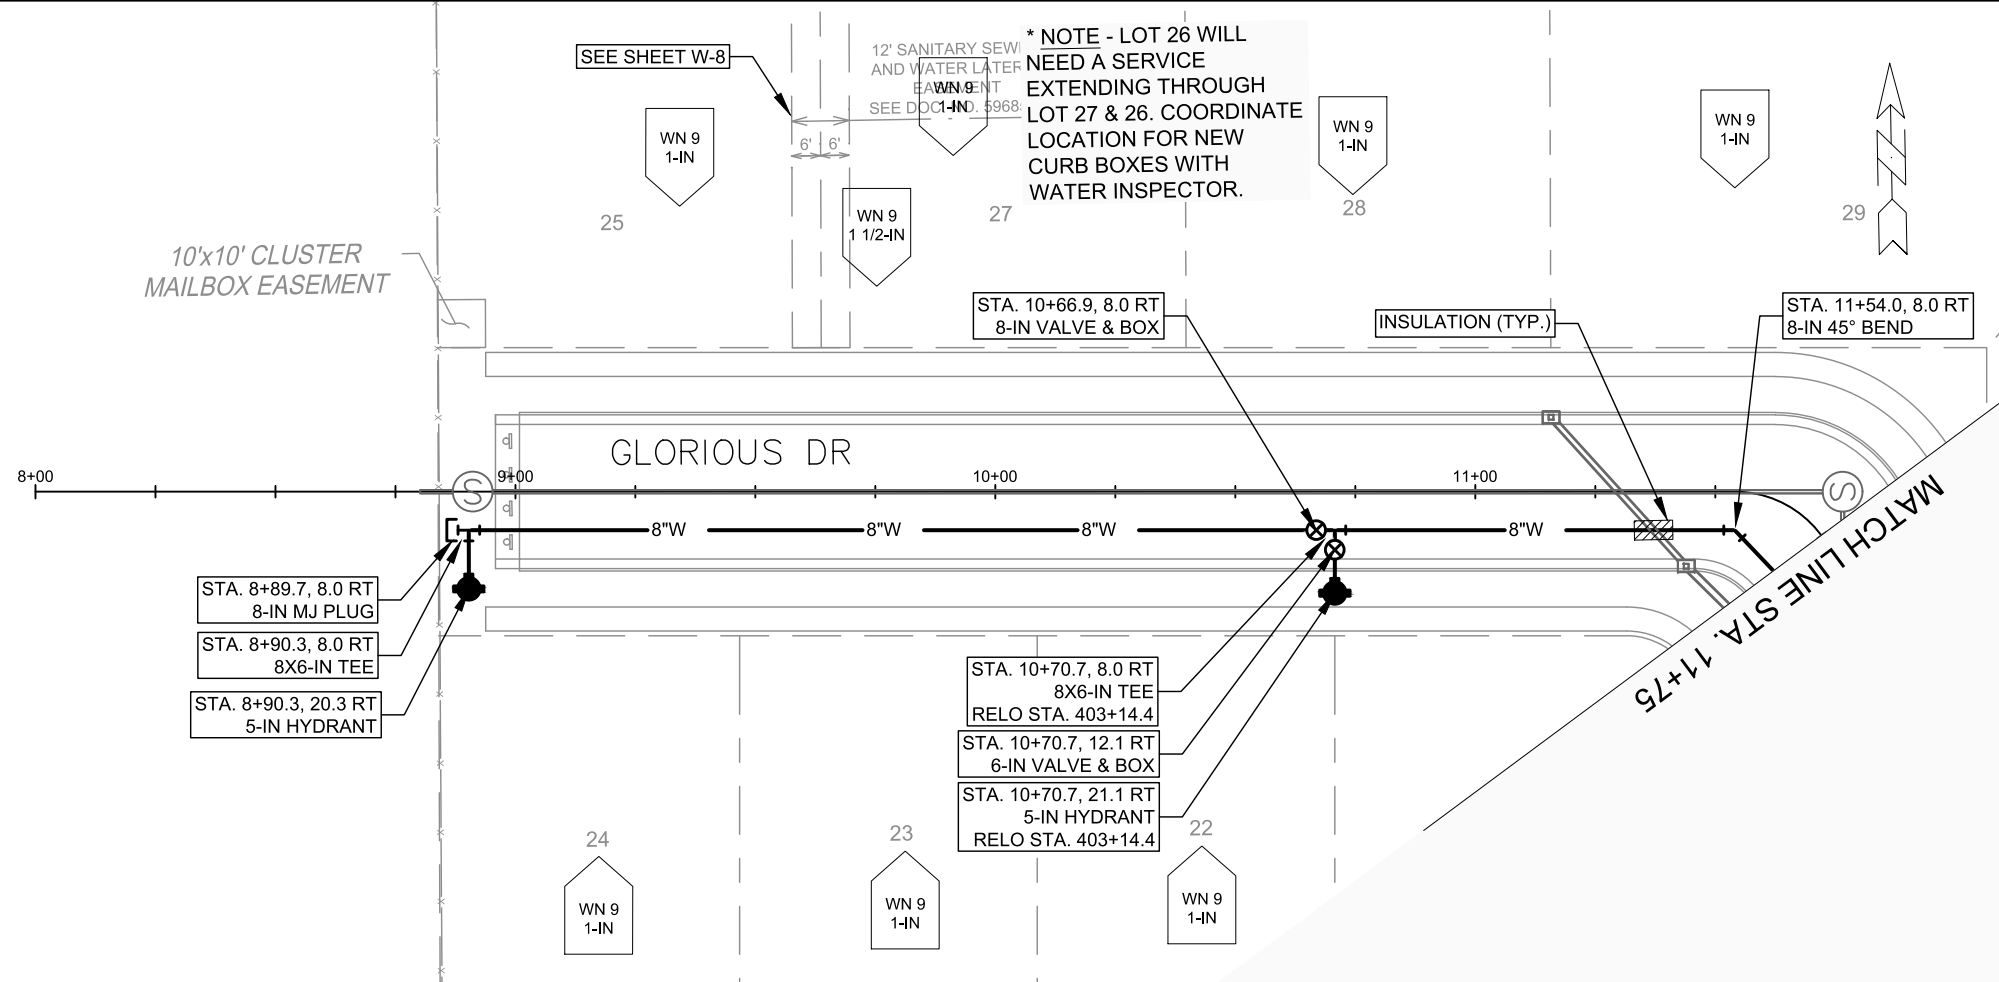 SEE SHEET W-8
12' SANITARY SEW
AND WATER LATER
EASEMENT
SEE DOC. NO. 5968
6'
6'
WN 9
1-IN
WN 9
1-IN
WN 9
1 1/2-IN
* NOTE - LOT 26 WILL
NEED A SERVICE
EXTENDING THROUGH
LOT 27 & 26. COORDINATE
LOCATION FOR NEW
CURB BOXES WITH
WATER INSPECTOR.
WN 9
1-IN
WN 9
1-IN
25
27
28
29
10'x10' CLUSTER
MAILBOX EASEMENT
STA. 10+66.9, 8.0 RT
8-IN VALVE & BOX
INSULATION (TYP.)
STA. 11+54.0, 8.0 RT
8-IN 45° BEND
GLORIOUS DR
8+00
9+00
10+00
11+00
S
S
8"W
8"W
8"W
8"W
MATCH LINE STA. 11+75
STA. 8+89.7, 8.0 RT
8-IN MJ PLUG
STA. 8+90.3, 8.0 RT
8X6-IN TEE
STA. 8+90.3, 20.3 RT
5-IN HYDRANT
STA. 10+70.7, 8.0 RT
8X6-IN TEE
RELO STA. 403+14.4
STA. 10+70.7, 12.1 RT
6-IN VALVE & BOX
STA. 10+70.7, 21.1 RT
5-IN HYDRANT
RELO STA. 403+14.4
24
23
22
WN 9
1-IN
WN 9
1-IN
WN 9
1-IN